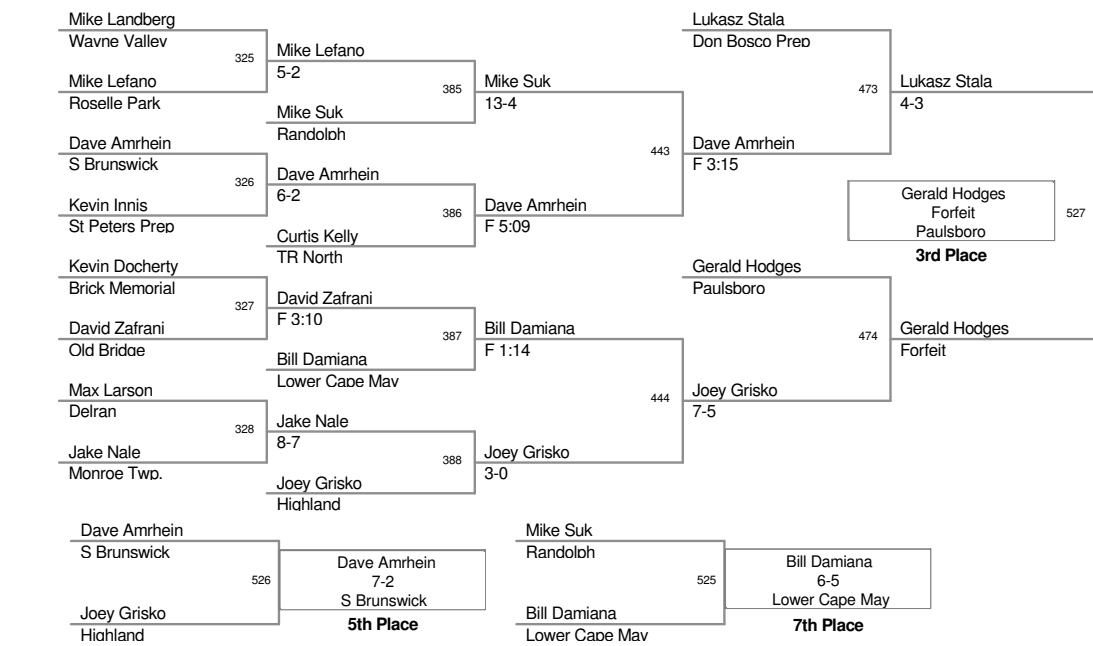 Mike Landberg
Wayne Valley
325
Mike Lefano
Roselle Park
Dave Amrhein
S Brunswick
326
Kevin Innis
St Peters Prep
Kevin Docherty
Brick Memorial
327
David Zafrani
Old Bridge
Max Larson
Delran
328
Jake Nale
Monroe Twp.
Mike Lefano
5-2
385
Mike Suk
Randolph
Dave Amrhein
6-2
386
Curtis Kelly
TR North
David Zafrani
F 3:10
387
Bill Damiana
Lower Cape May
Jake Nale
8-7
388
Joey Grisko
Highland
Mike Suk
13-4
443
Dave Amrhein
F 5:09
Bill Damiana
F 1:14
444
Joey Grisko
3-0
Lukasz Stala
Don Bosco Prep
473
Dave Amrhein
F 3:15
Gerald Hodges
Paulsboro
474
Joey Grisko
7-5
Lukasz Stala
4-3
Gerald Hodges
Forfeit
Paulsboro
527
3rd Place
Gerald Hodges
Forfeit
Dave Amrhein
S Brunswick
526
Joey Grisko
Highland
Dave Amrhein
7-2
S Brunswick
5th Place
Mike Suk
Randolph
525
Bill Damiana
Lower Cape May
Bill Damiana
6-5
Lower Cape May
7th Place